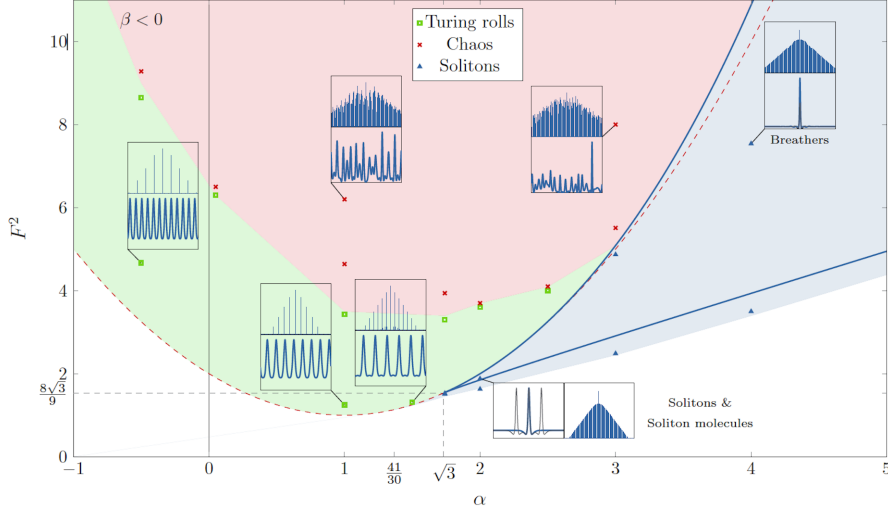 β < 0
Turing rolls
Chaos
Solitons
10
8
6
4
2
8√3
9
0
F²
Breathers
Solitons &
Soliton molecules
−1
0
1
41
30
√3
2
3
4
5
α